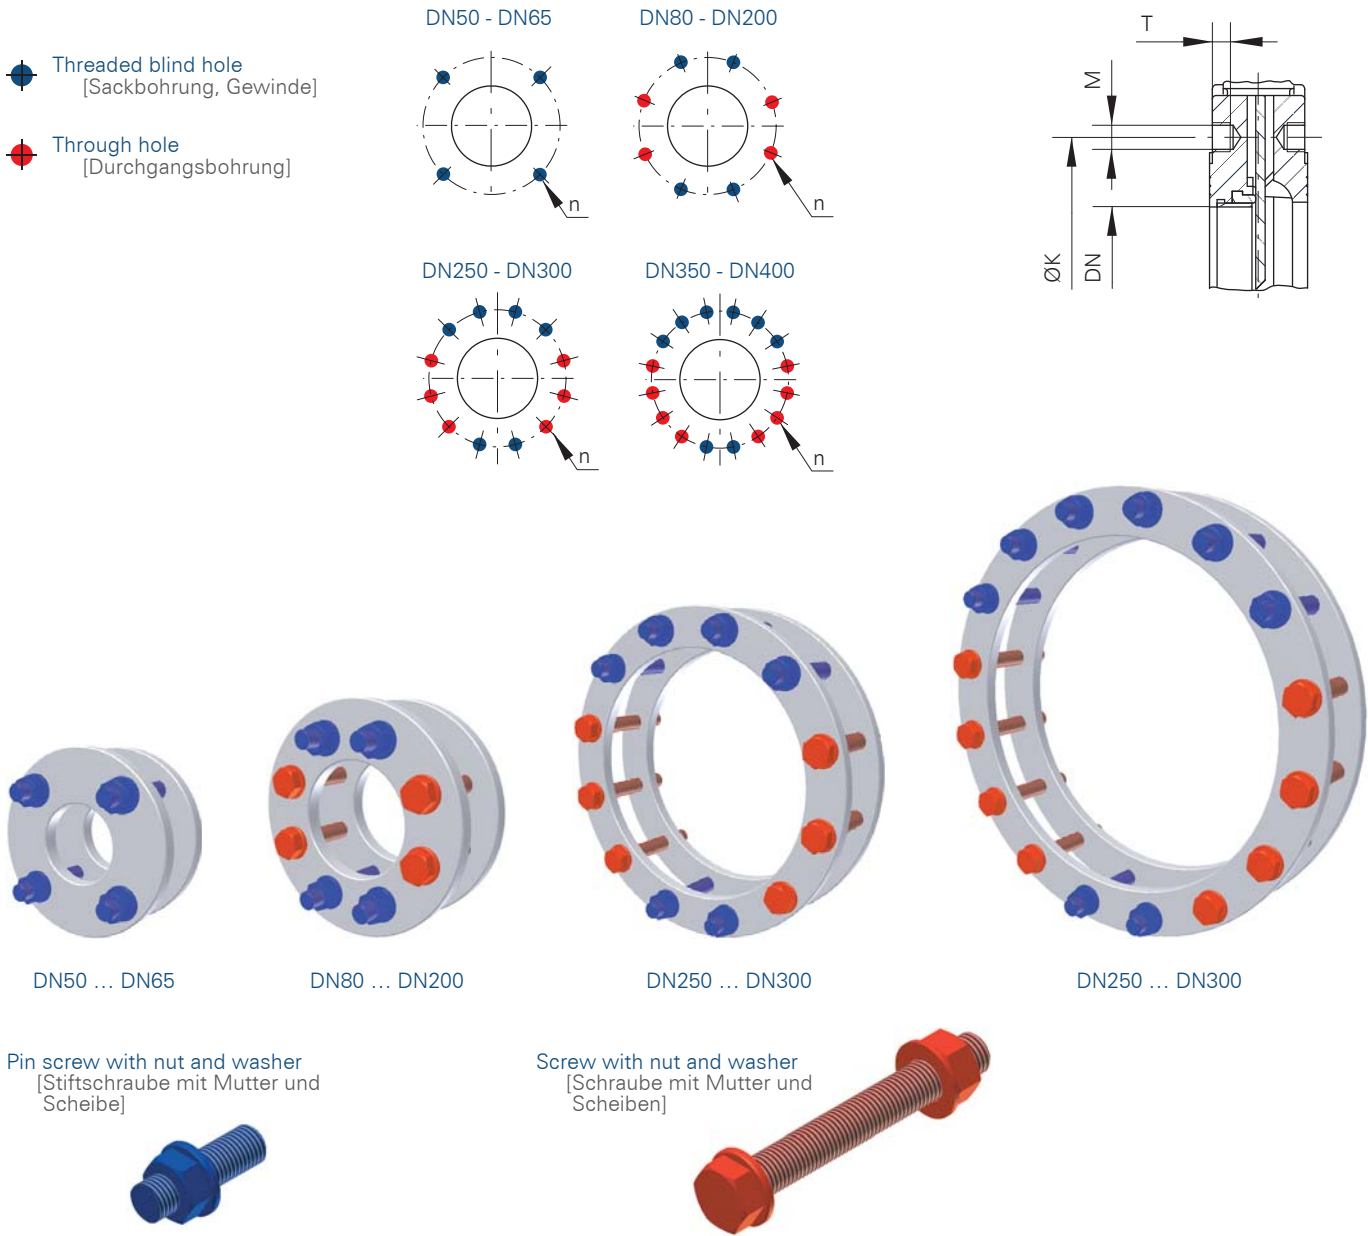 DN50 - DN65
DN80 - DN200
Threaded blind hole
[Sackbohrung, Gewinde]
Through hole
[Durchgangsbohrung]
n
n
T
M
ØK
DN
DN250 - DN300
DN350 - DN400
n
n
DN50 ... DN65
DN80 ... DN200
DN250 ... DN300
DN250 ... DN300
Pin screw with nut and washer
[Stiftschraube mit Mutter und
Scheibe]
Screw with nut and washer
[Schraube mit Mutter und
Scheiben]